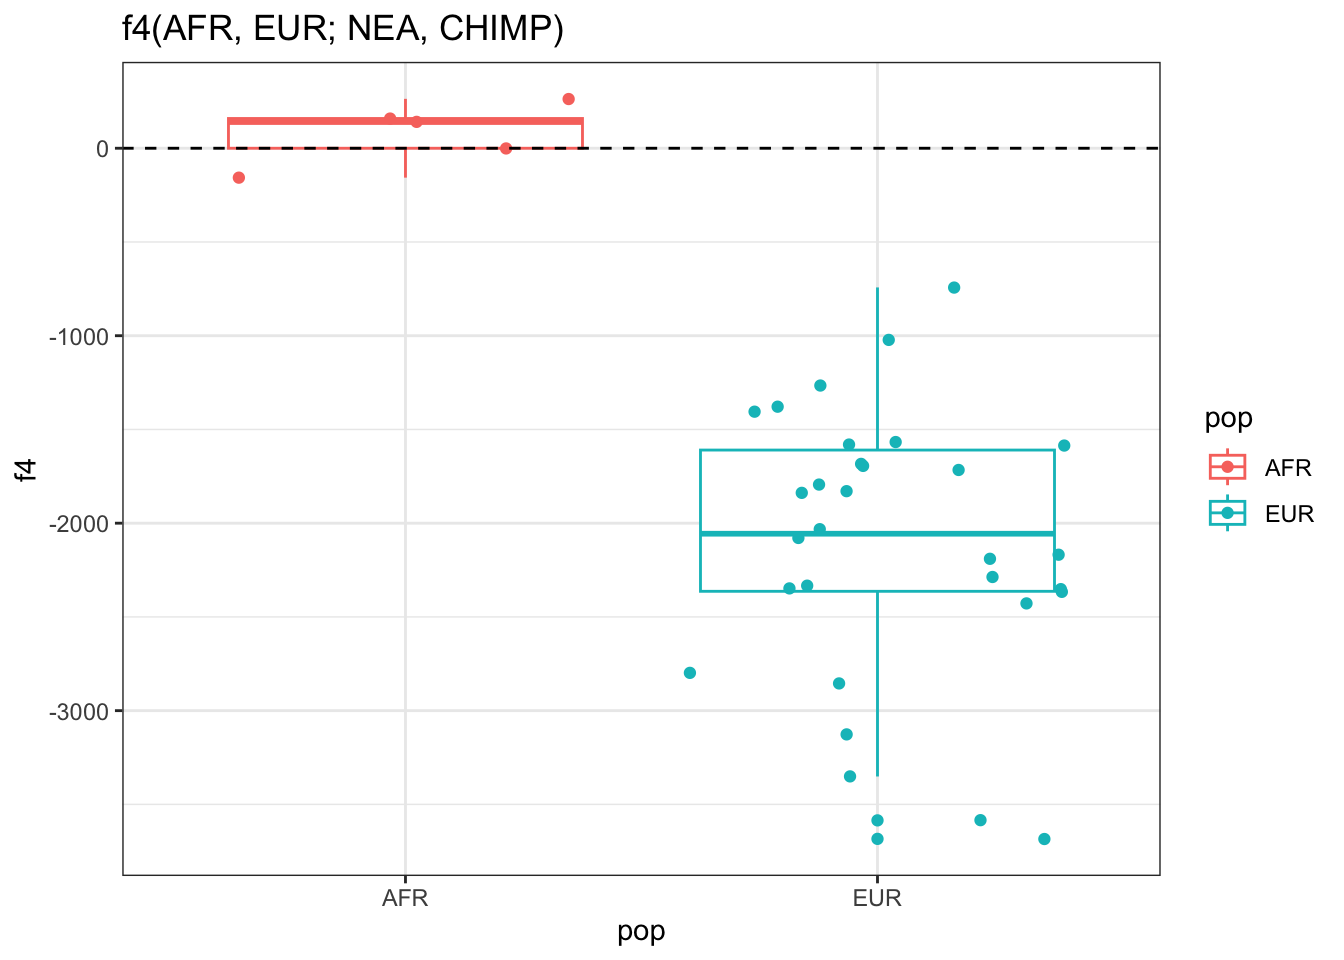 f4(AFR, EUR; NEA, CHIMP)
f4
0
-1000
-2000
-3000
AFR
EUR
pop
pop
AFR
EUR